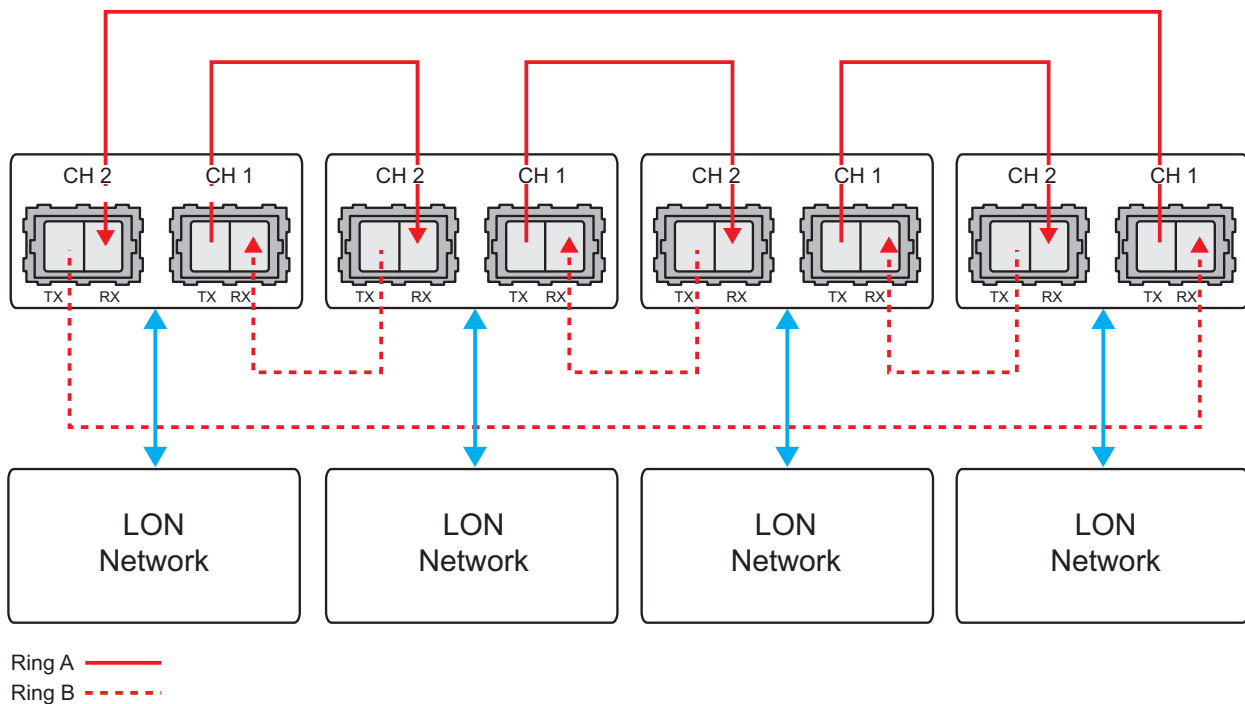 CH 2 CH 1 CH 2 CH 1 CH 2 CH 1 CH 2 CH 1
TX RX TX RX TX RX TX RX TX RX TX RX TX RX TX RX
LON LON LON LON
Network Network Network Network
Ring A
Ring B